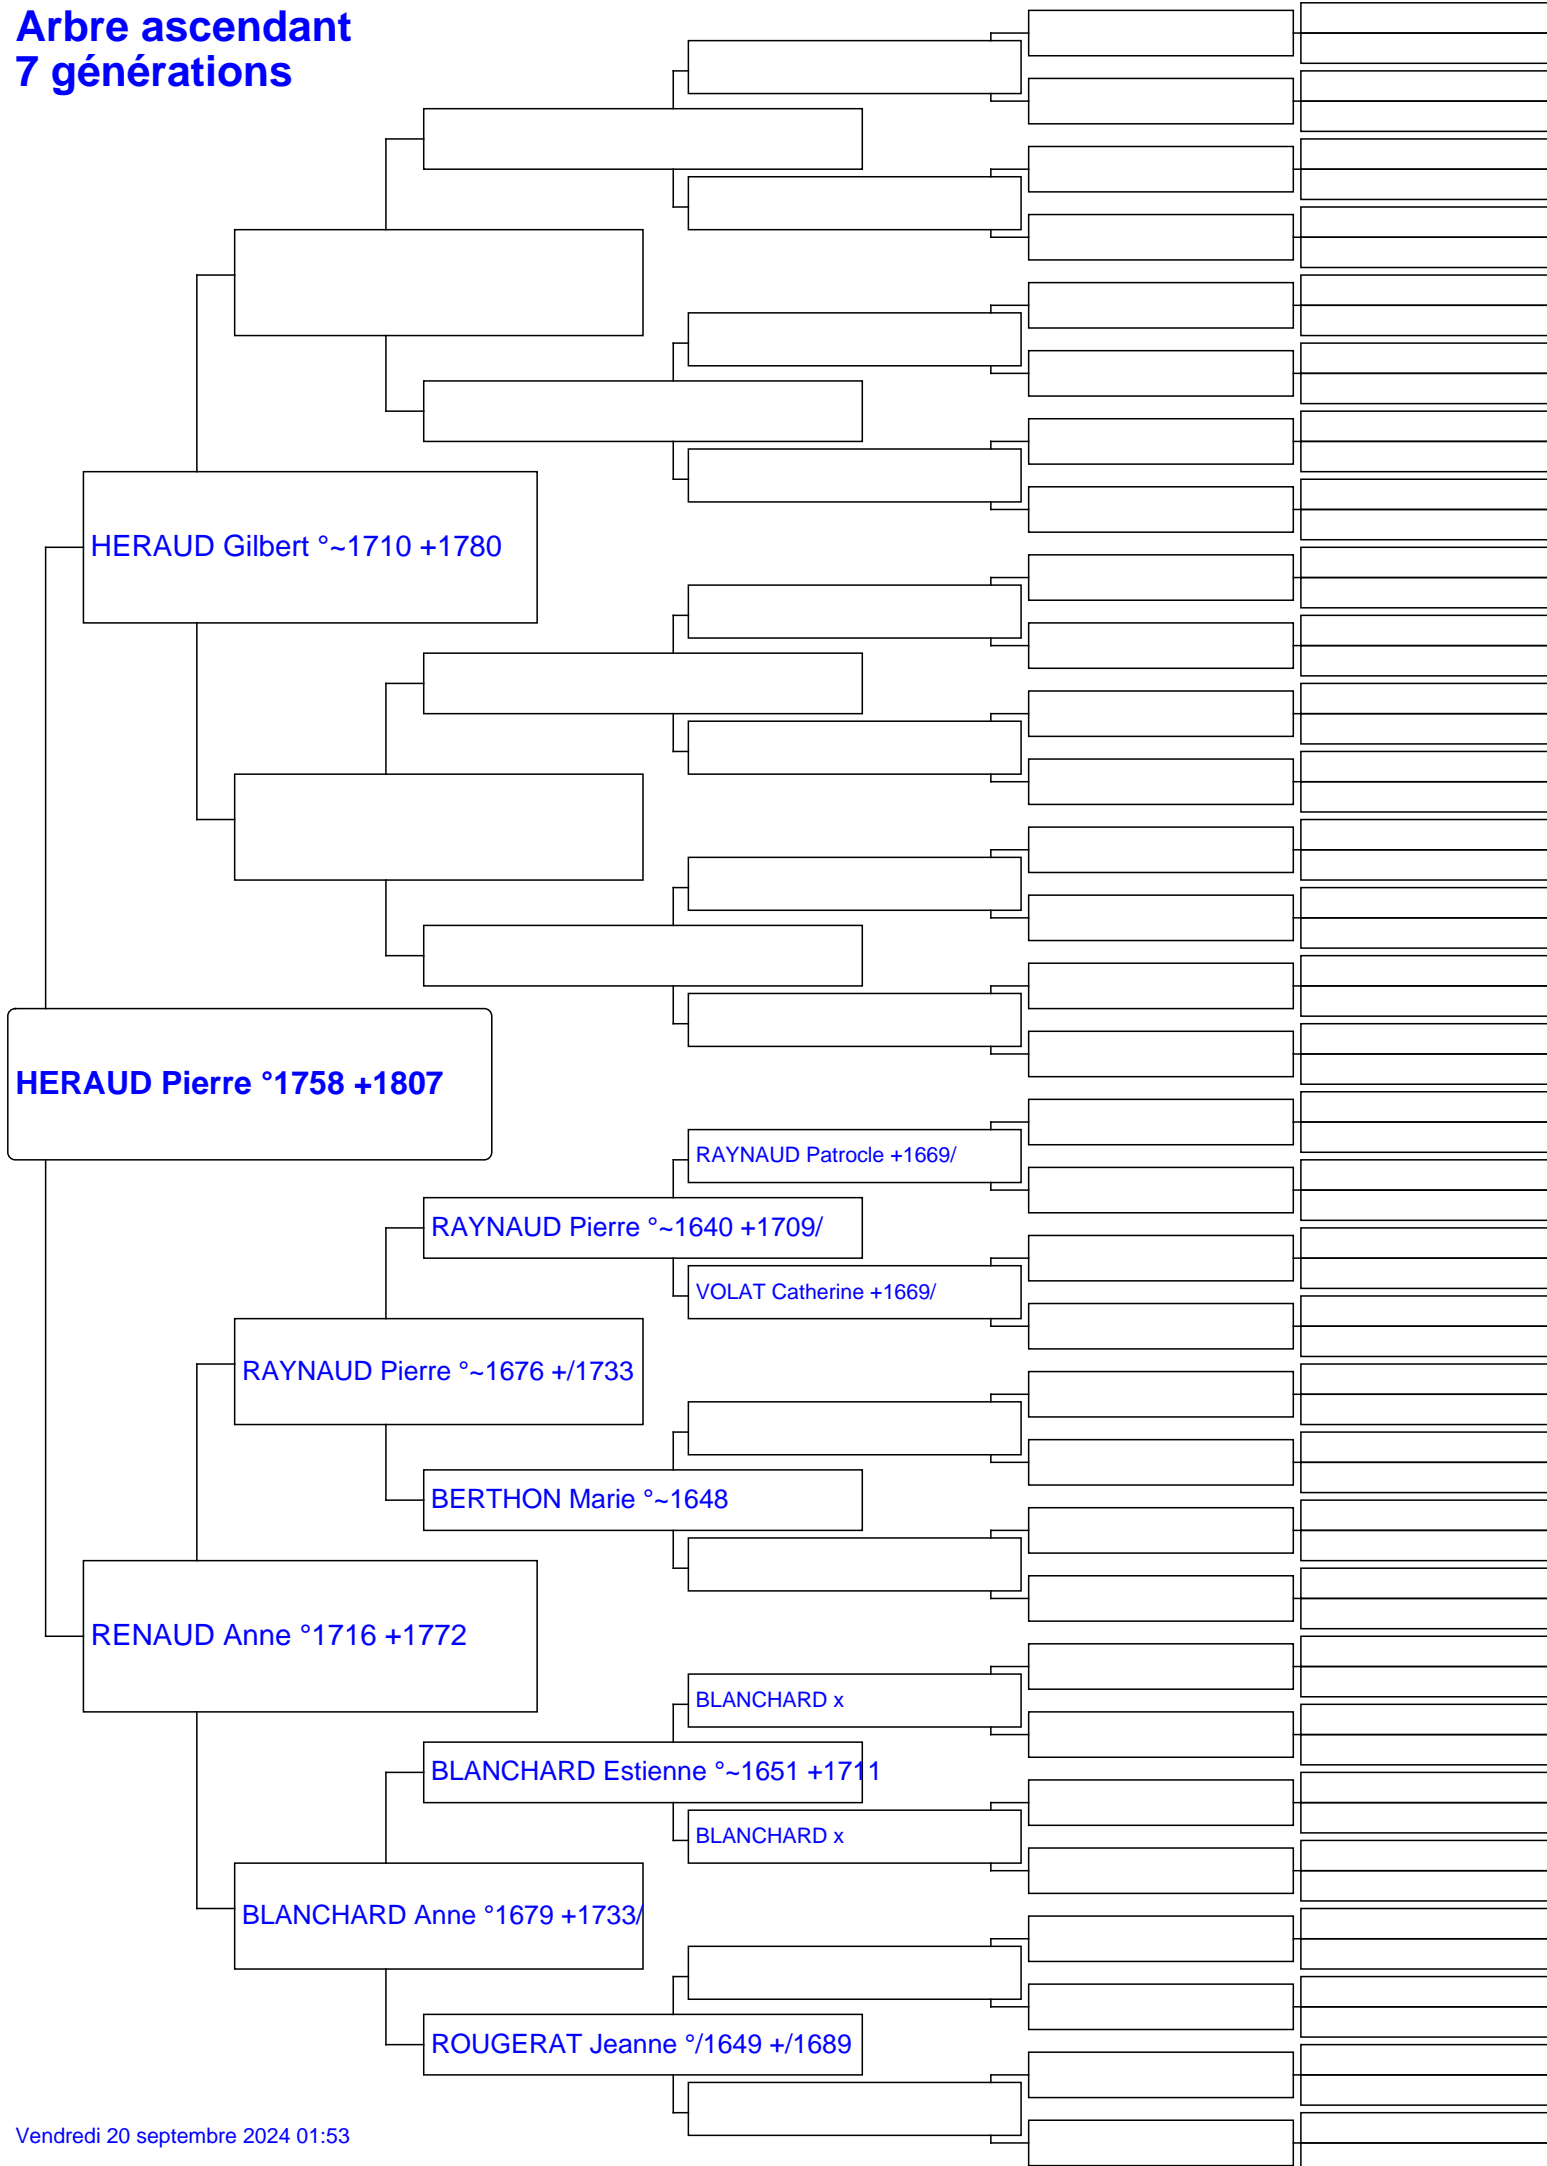 Arbre ascendant
7 générations
HERAUD Gilbert °~1710 +1780
HERAUD Pierre °1758 +1807
RAYNAUD Patrocle +1669/
RAYNAUD Pierre °~1640 +1709/
VOLAT Catherine +1669/
RAYNAUD Pierre °~1676 +/1733
BERTHON Marie °~1648
RENAUD Anne °1716 +1772
BLANCHARD x
BLANCHARD Estienne °~1651 +1711
BLANCHARD x
BLANCHARD Anne °1679 +1733/
ROUGERAT Jeanne °/1649 +/1689
Vendredi 20 septembre 2024 01:53